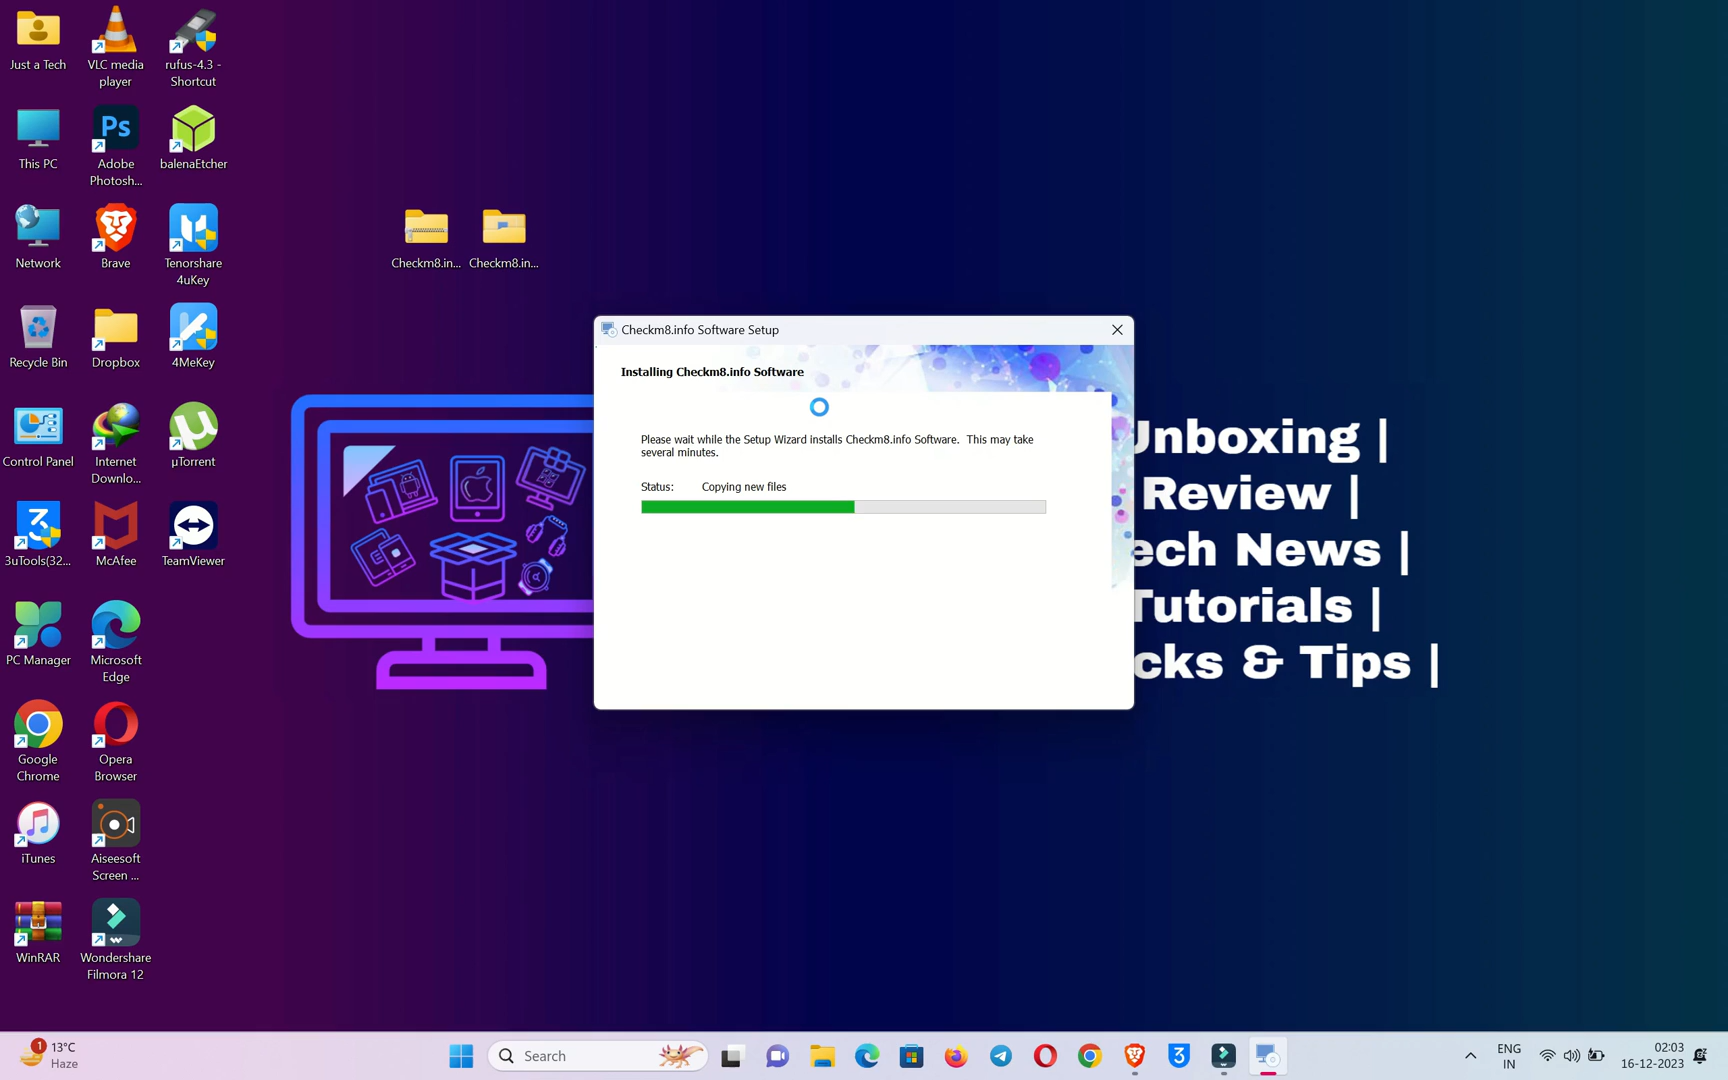 Just a Tech
VLC media
player
rufus-4.3 -
Shortcut
This PC
Ps
Adobe
Photosh...
balenaEtcher
Network
Brave
Tenorshare
4uKey
Checkm8.in...
Checkm8.in...
Recycle Bin
Dropbox
4MeKey
Control Panel
Internet
Downlo...
µTorrent
3uTools(32...
McAfee
TeamViewer
PC Manager
Microsoft
Edge
Google
Chrome
Opera
Browser
iTunes
Aiseesoft
Screen ...
WinRAR
Wondershare
Filmora 12
Checkm8.info Software Setup
Installing Checkm8.info Software
Please wait while the Setup Wizard installs Checkm8.info Software. This may take
several minutes.
Status: Copying new files
Unboxing |
Review |
ech News |
Tutorials |
cks & Tips |
1
13°C
Haze
Search
3
ENG
IN
02:03
16-12-2023